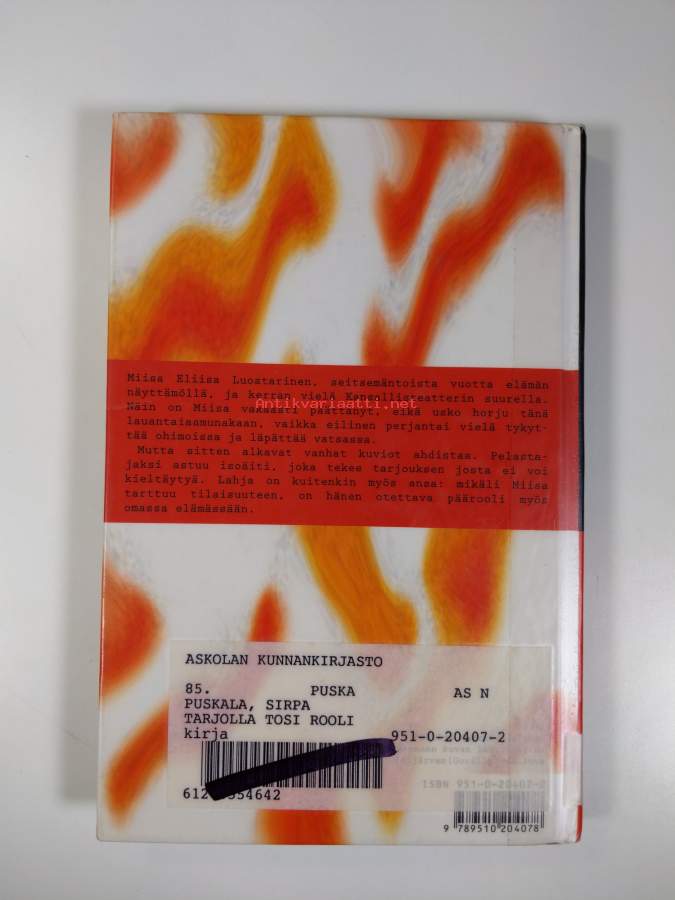 Miisa Eliisa Luostarinen, seitsemäntoista vuotta elämän
näyttämöllä, ja kerran vielä Kansallisteatterin suurella.
Näin on Miisa vakaasti päättänyt, eikä usko horju tänä
lauantaiaamunakaan, vaikka eilinen perjantai vielä tykyt-
tää ohimoissa ja läpättää vatsassa.
Mutta sitten alkavat vanhat kuviot ahdistaa. Pelasta-
jaksi astuu isoäiti, joka tekee tarjouksen josta ei voi
kieltäytyä. Lahja on kuitenkin myös ansa: mikäli Miisa
tarttuu tilaisuuteen, on hänen otettava päärooli myös
omassa elämässään.
Antikvariaatti.net
ASKOLAN KUNNANKIRJASTO
85. PUSKA AS N
PUSKALA, SIRPA
TARJOLLA TOSI ROOLI
kirja 951-0-20407-2
ISBN 951-0-20407-2
54642
9 789510 204078